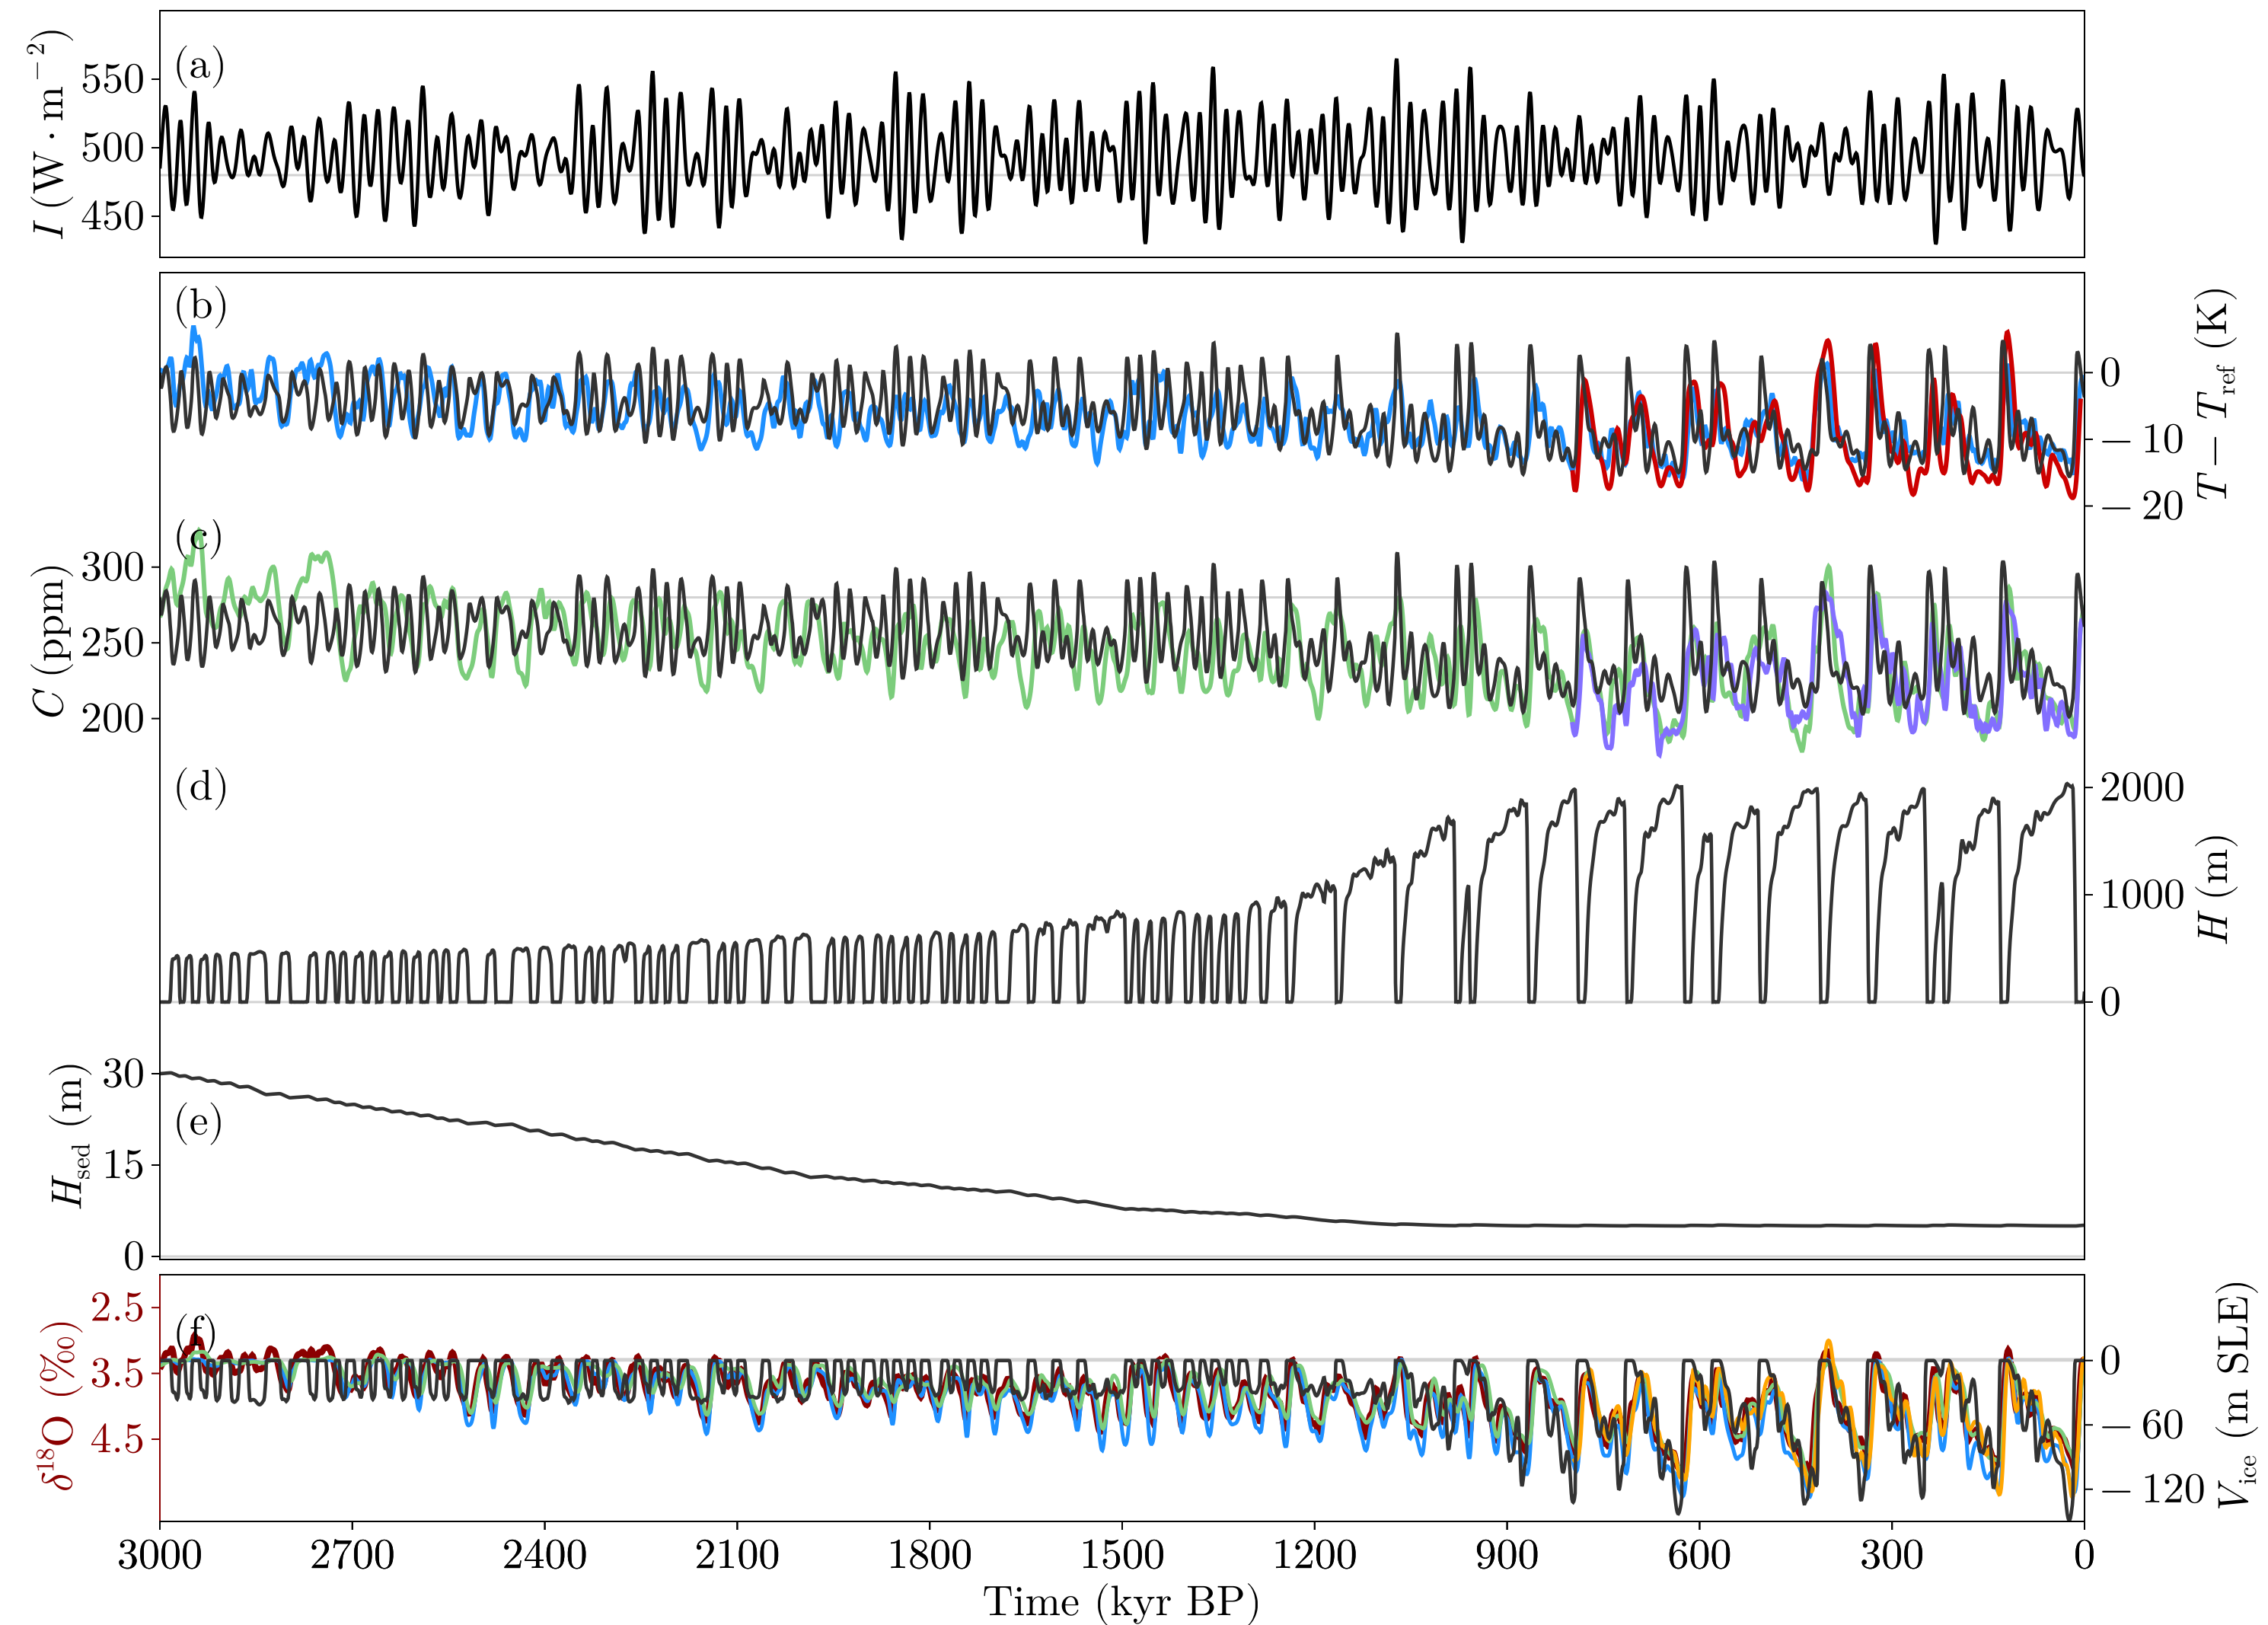 (a)
I (W · m⁻²)
550
500
450
(b)
T − T_ref (K)
0
−10
−20
(c)
C (ppm)
300
250
200
(d)
H (m)
2000
1000
0
(e)
H_sed (m)
30
15
0
(f)
δ¹⁸O (‰)
2.5
3.5
4.5
V_ice (m SLE)
0
−60
−120
3000 2700 2400 2100 1800 1500 1200 900 600 300 0
Time (kyr BP)